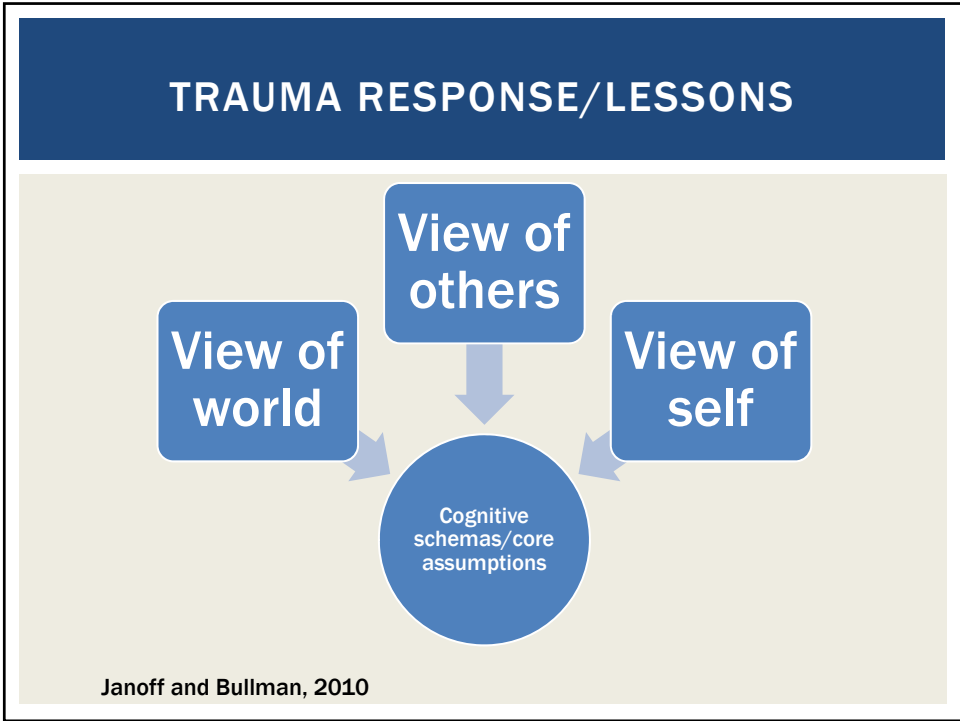 TRAUMA RESPONSE/LESSONS
View of
others
View of
world
View of
self
Cognitive
schemas/core
assumptions
Janoff and Bullman, 2010